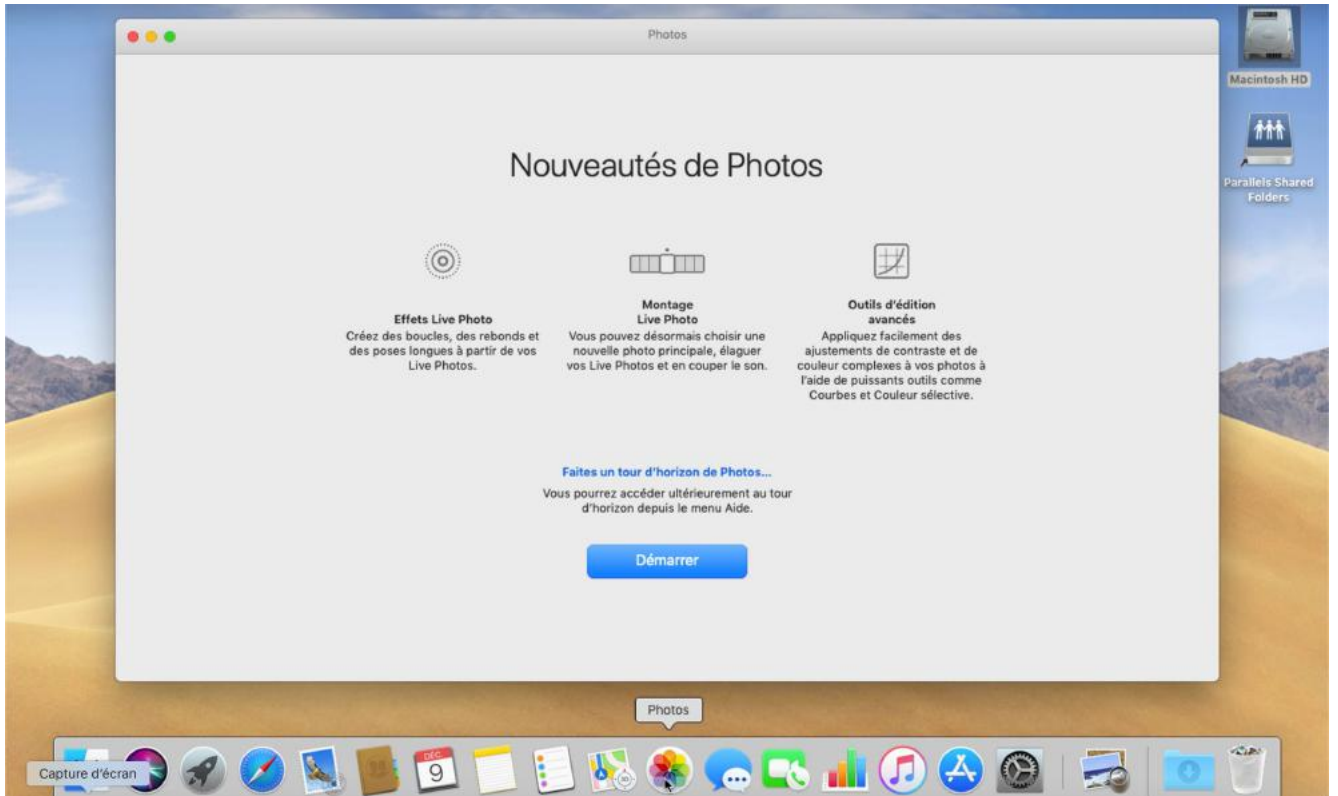 Photos
Macintosh HD
Parallels Shared
Folders
Nouveautés de Photos
Effets Live Photo
Créez des boucles, des rebonds et
des poses longues à partir de vos
Live Photos.
Montage
Live Photo
Vous pouvez désormais choisir une
nouvelle photo principale, élaguer
vos Live Photos et en couper le son.
Outils d'édition
avancés
Appliquez facilement des
ajustements de contraste et de
couleur complexes à vos photos à
l'aide de puissants outils comme
Courbes et Couleur sélective.
Faites un tour d'horizon de Photos...
Vous pourrez accéder ultérieurement au tour
d'horizon depuis le menu Aide.
Démarrer
Photos
Capture d'écran
DÉC
9
3D